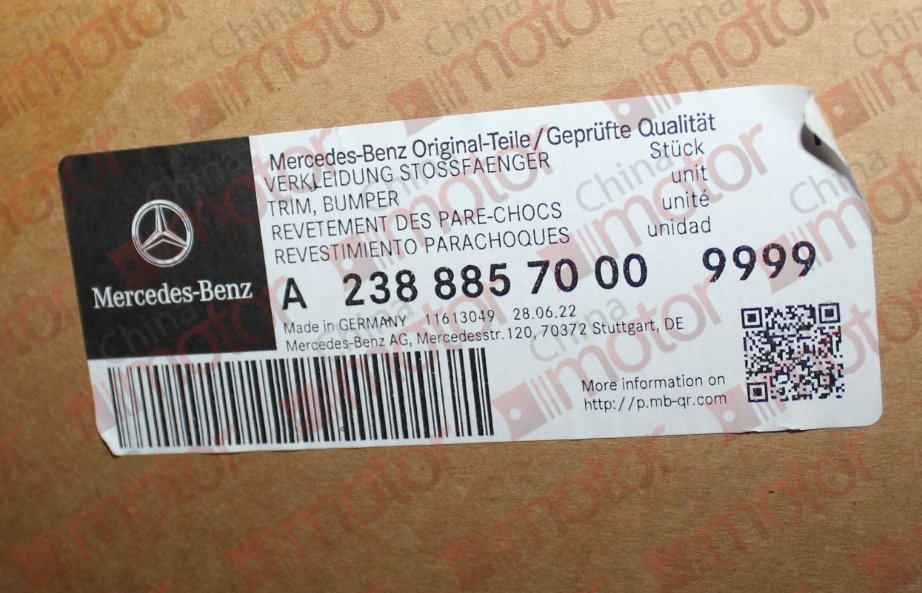 Mercedes-Benz
Mercedes-Benz Original-Teile/Geprüfte Qualität
VERKLEIDUNG STOSSFAENGER Stück
TRIM, BUMPER unit
REVETEMENT DES PARE-CHOCS unité
REVESTIMIENTO PARACHOQUES unidad
A 238 885 70 00 9999
Made in GERMANY 11613049 28.06.22
Mercedes-Benz AG, Mercedesstr.120, 70372 Stuttgart, DE
More information on
http://p.mb-qr.com
China motor